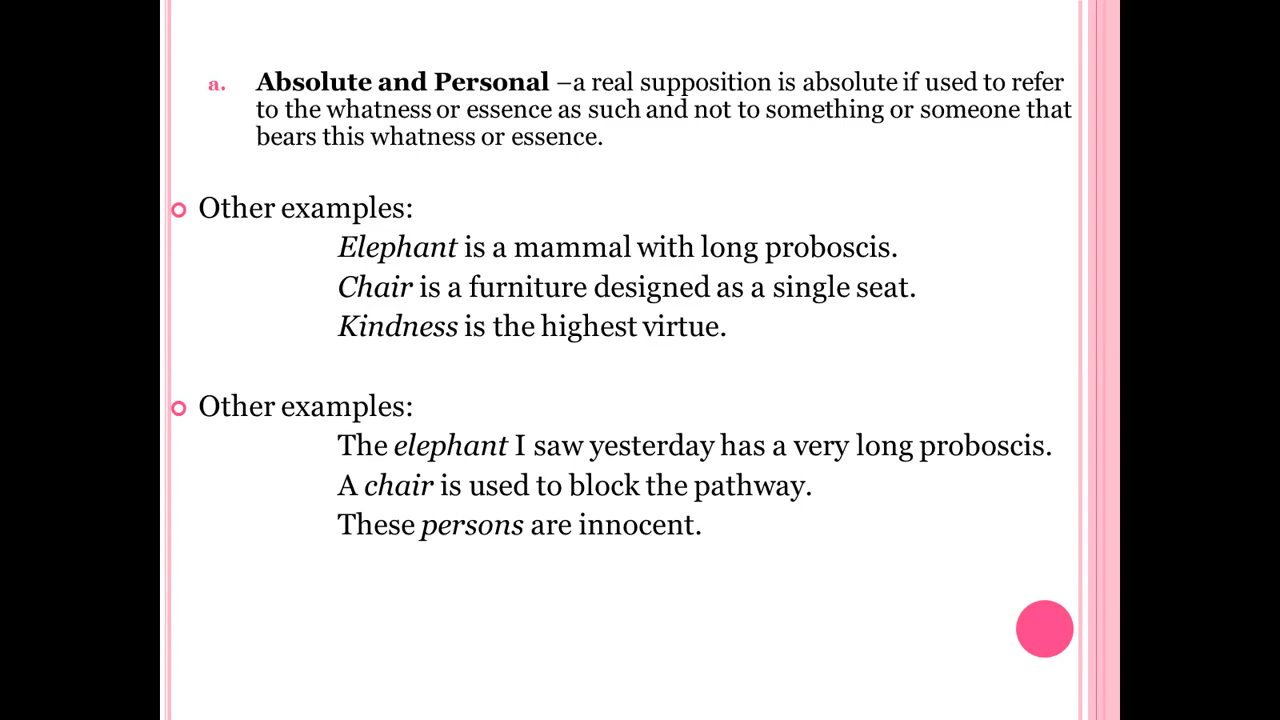 a. Absolute and Personal –a real supposition is absolute if used to refer
to the whatness or essence as such and not to something or someone that
bears this whatness or essence.
Other examples:
Elephant is a mammal with long proboscis.
Chair is a furniture designed as a single seat.
Kindness is the highest virtue.
Other examples:
The elephant I saw yesterday has a very long proboscis.
A chair is used to block the pathway.
These persons are innocent.